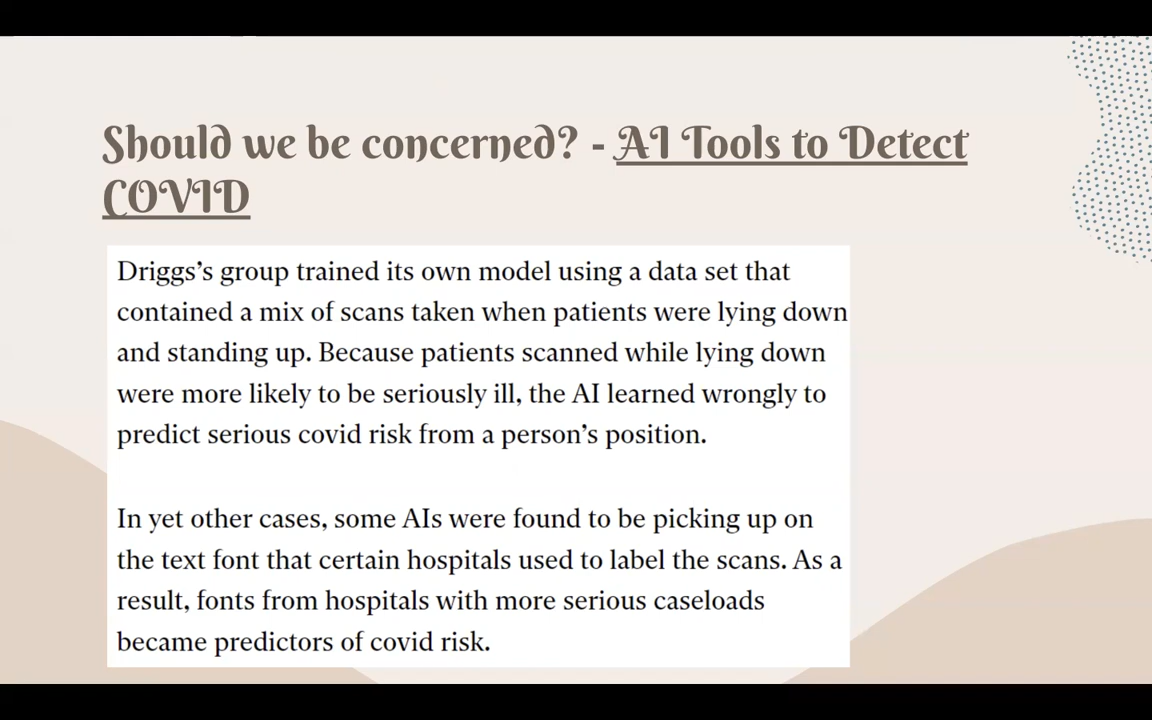 Should we be concerned? - AI Tools to Detect
COVID
Driggs’s group trained its own model using a data set that
contained a mix of scans taken when patients were lying down
and standing up. Because patients scanned while lying down
were more likely to be seriously ill, the AI learned wrongly to
predict serious covid risk from a person’s position.
In yet other cases, some AIs were found to be picking up on
the text font that certain hospitals used to label the scans. As a
result, fonts from hospitals with more serious caseloads
became predictors of covid risk.